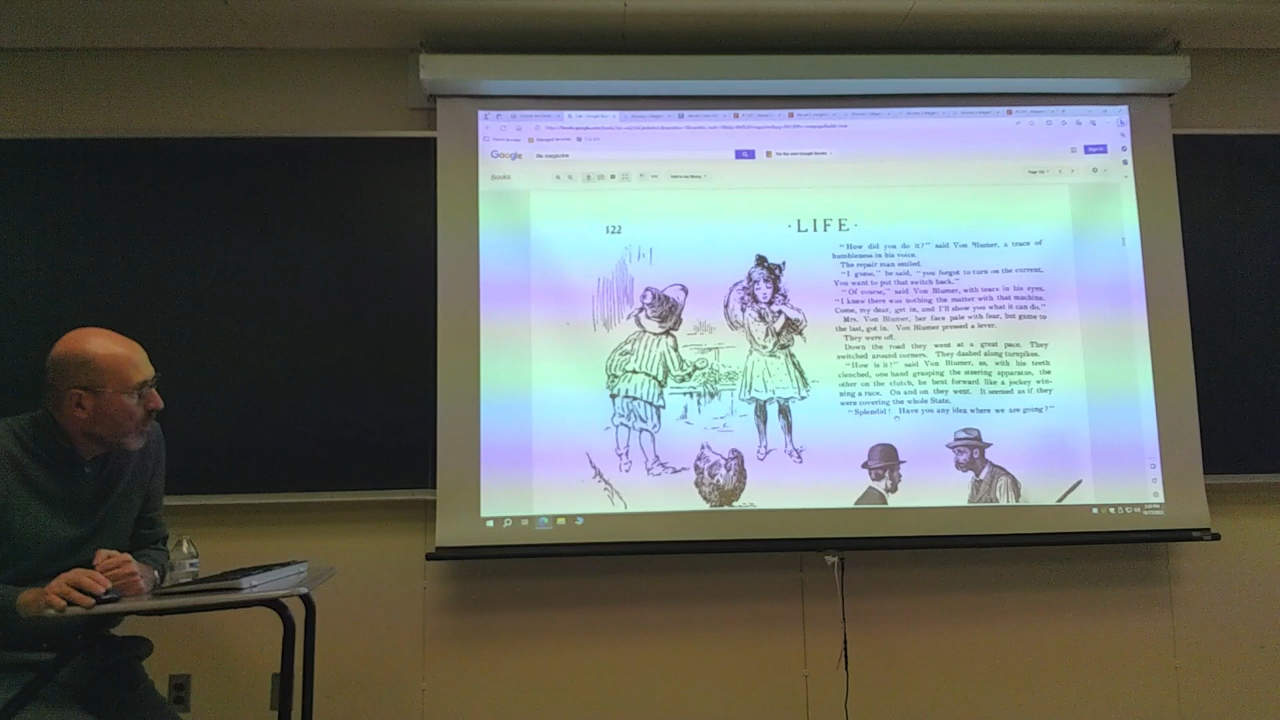 Google
life magazine
Books
Add to my library
122
·LIFE·
"How did you do it?" said Von Blumer, a trace of
humbleness in his voice.
The repair man smiled.
"I guess," he said, "you forgot to turn on the current.
You want to put that switch back."
"Of course," said Von Blumer, with tears in his eyes.
"I knew there was nothing the matter with that machine.
Come, my dear, get in, and I'll show you what it can do."
Mrs. Von Blumer, her face pale with fear, but game to
the last, got in. Von Blumer pressed a lever.
They were off.
Down the road they went at a great pace. They
switched around corners. They dashed along turnpikes.
"How is it?" said Von Blumer, as, with his teeth
clenched, one hand grasping the steering apparatus, the
other on the clutch, he bent forward like a jockey win-
ning a race. On and on they went. It seemed as if they
were covering the whole State.
"Splendid! Have you any idea where we are going?"